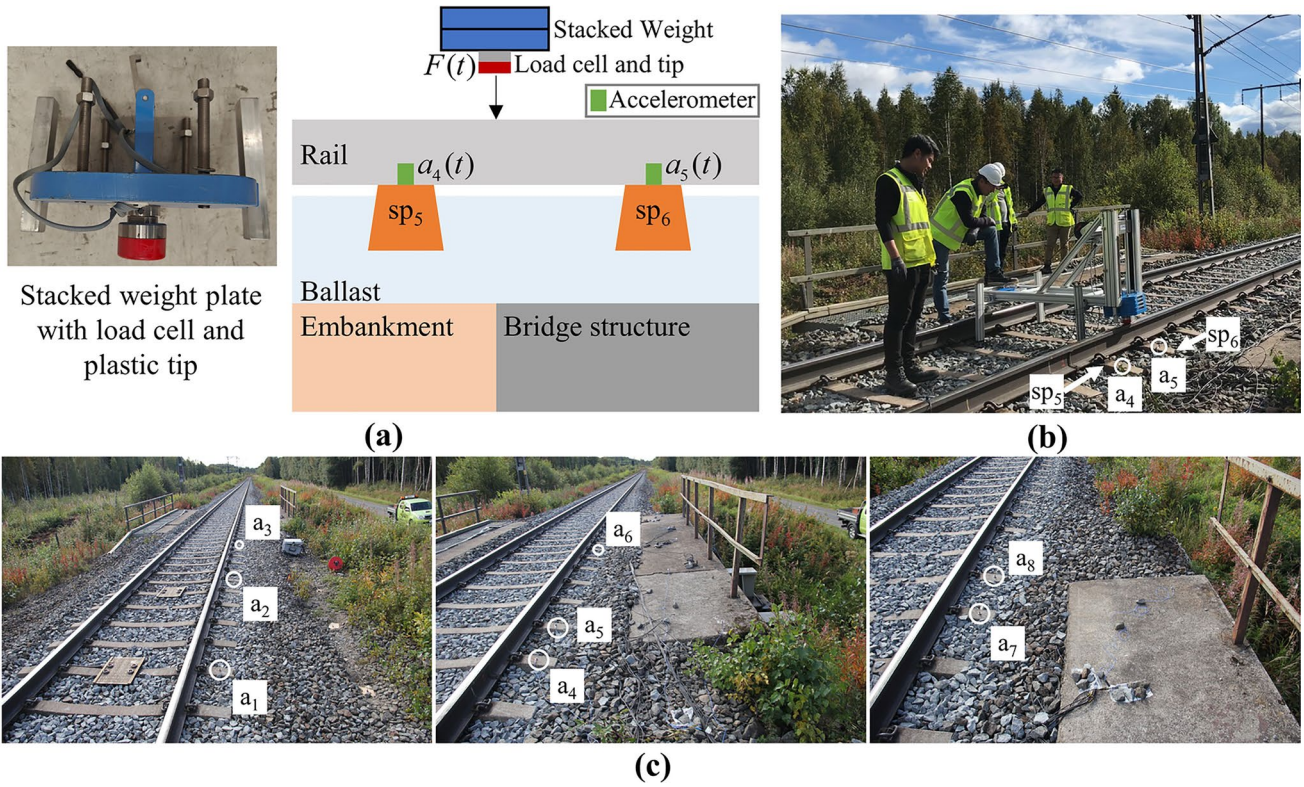 Stacked weight plate
with load cell and
plastic tip
Stacked Weight
F(t) Load cell and tip
Accelerometer
Rail
a₄(t)
a₅(t)
sp₅
sp₆
Ballast
Embankment
Bridge structure
(a)
sp₆
sp₅
a₄
a₅
(b)
a₃
a₂
a₁
a₆
a₅
a₄
a₈
a₇
(c)